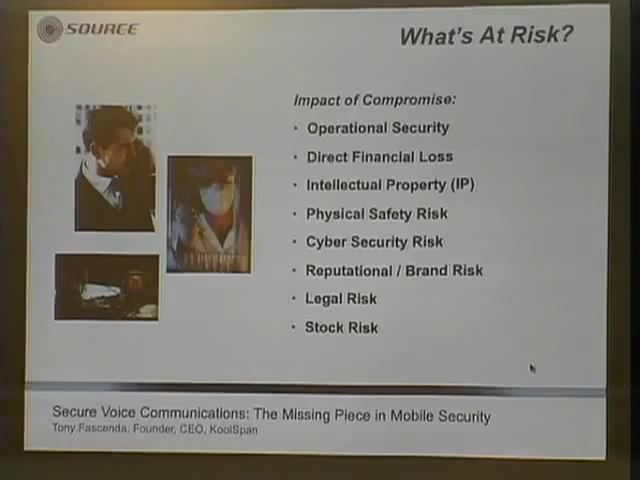 SOURCE
What's At Risk?
Impact of Compromise:
• Operational Security
• Direct Financial Loss
• Intellectual Property (IP)
• Physical Safety Risk
• Cyber Security Risk
• Reputational / Brand Risk
• Legal Risk
• Stock Risk
Secure Voice Communications: The Missing Piece in Mobile Security
Tony Fascenda, Founder, CEO, KoolSpan